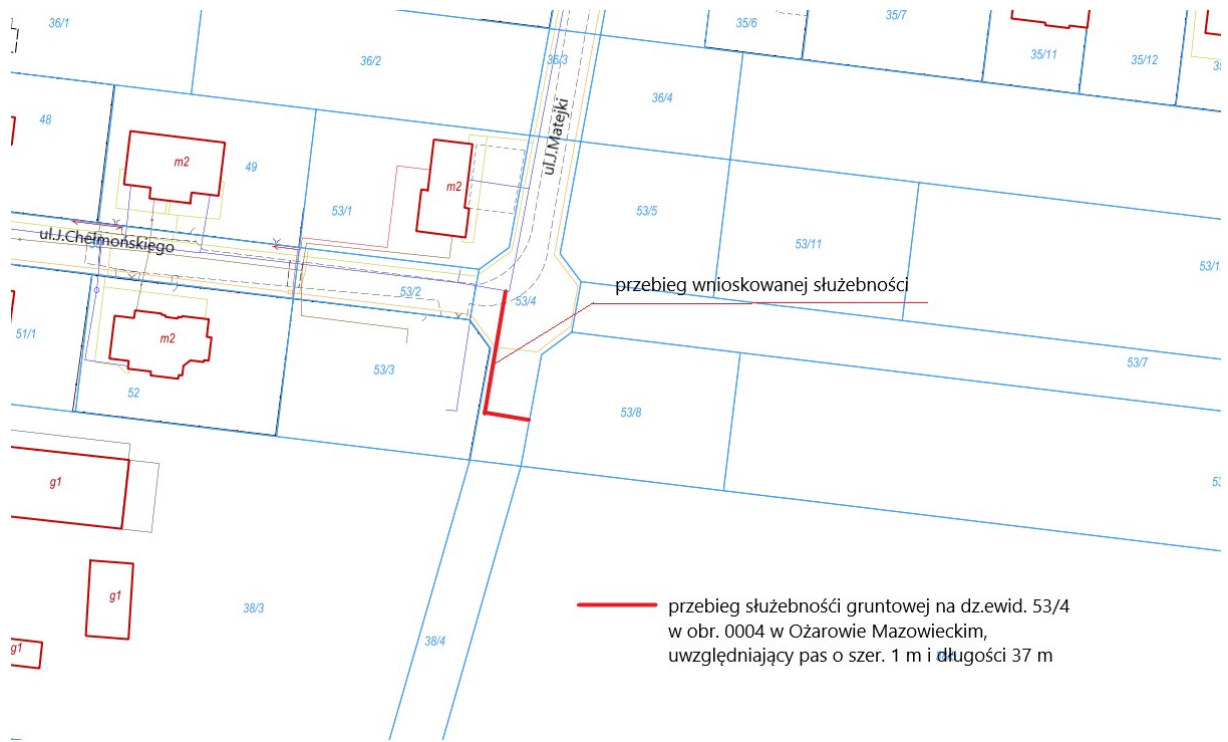 36/1
36/2
36/3
35/6
35/7
35/11
35/12
48
m2
49
53/1
m2
ul.J.Matejki
36/4
53/5
53/11
ul.J.Chełmońskiego
53/2
53/4
przebieg wnioskowanej służebności
51/1
m2
52
53/3
53/8
53/7
g1
g1
g1
38/3
38/4
przebieg służebnośći gruntowej na dz.ewid. 53/4
w obr. 0004 w Ożarowie Mazowieckim,
uwzględniający pas o szer. 1 m i długości 37 m